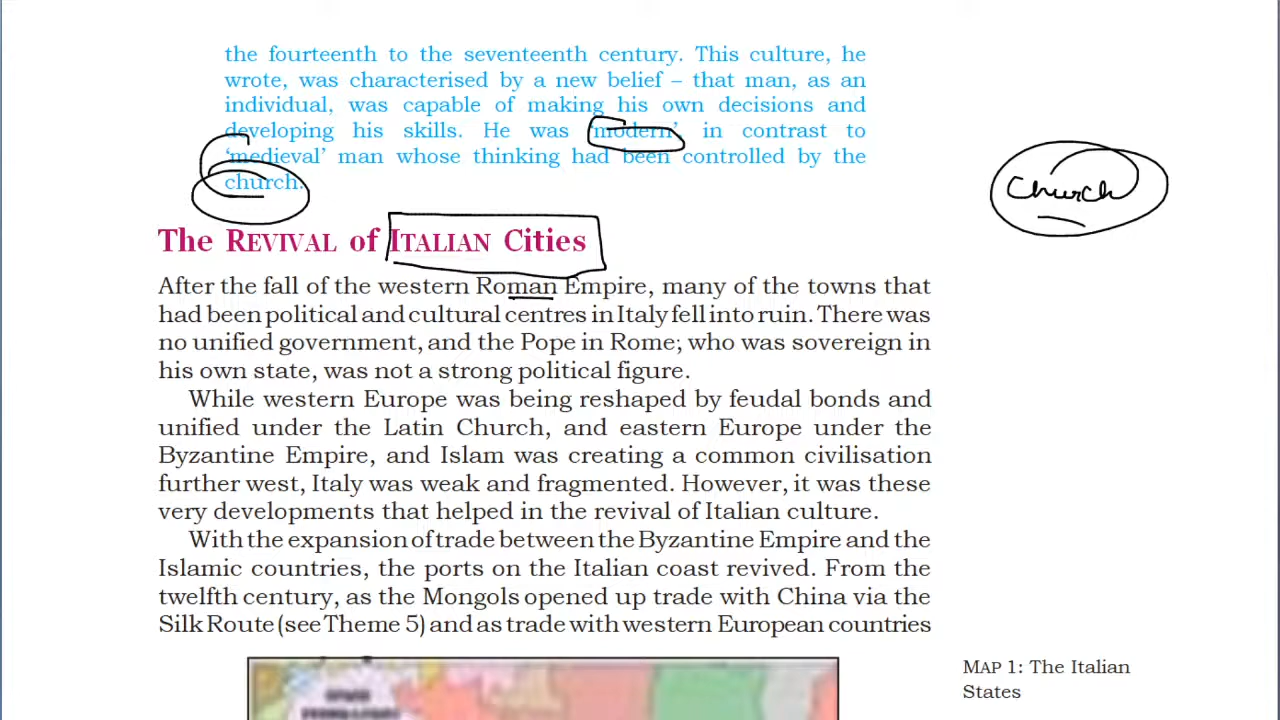 the fourteenth to the seventeenth century. This culture, he
wrote, was characterised by a new belief – that man, as an
individual, was capable of making his own decisions and
developing his skills. He was ‘modern’, in contrast to
‘medieval’ man whose thinking had been controlled by the
church.
Church
The REVIVAL of ITALIAN Cities
After the fall of the western Roman Empire, many of the towns that
had been political and cultural centres in Italy fell into ruin. There was
no unified government, and the Pope in Rome; who was sovereign in
his own state, was not a strong political figure.
While western Europe was being reshaped by feudal bonds and
unified under the Latin Church, and eastern Europe under the
Byzantine Empire, and Islam was creating a common civilisation
further west, Italy was weak and fragmented. However, it was these
very developments that helped in the revival of Italian culture.
With the expansion of trade between the Byzantine Empire and the
Islamic countries, the ports on the Italian coast revived. From the
twelfth century, as the Mongols opened up trade with China via the
Silk Route (see Theme 5) and as trade with western European countries
MAP 1: The Italian
States